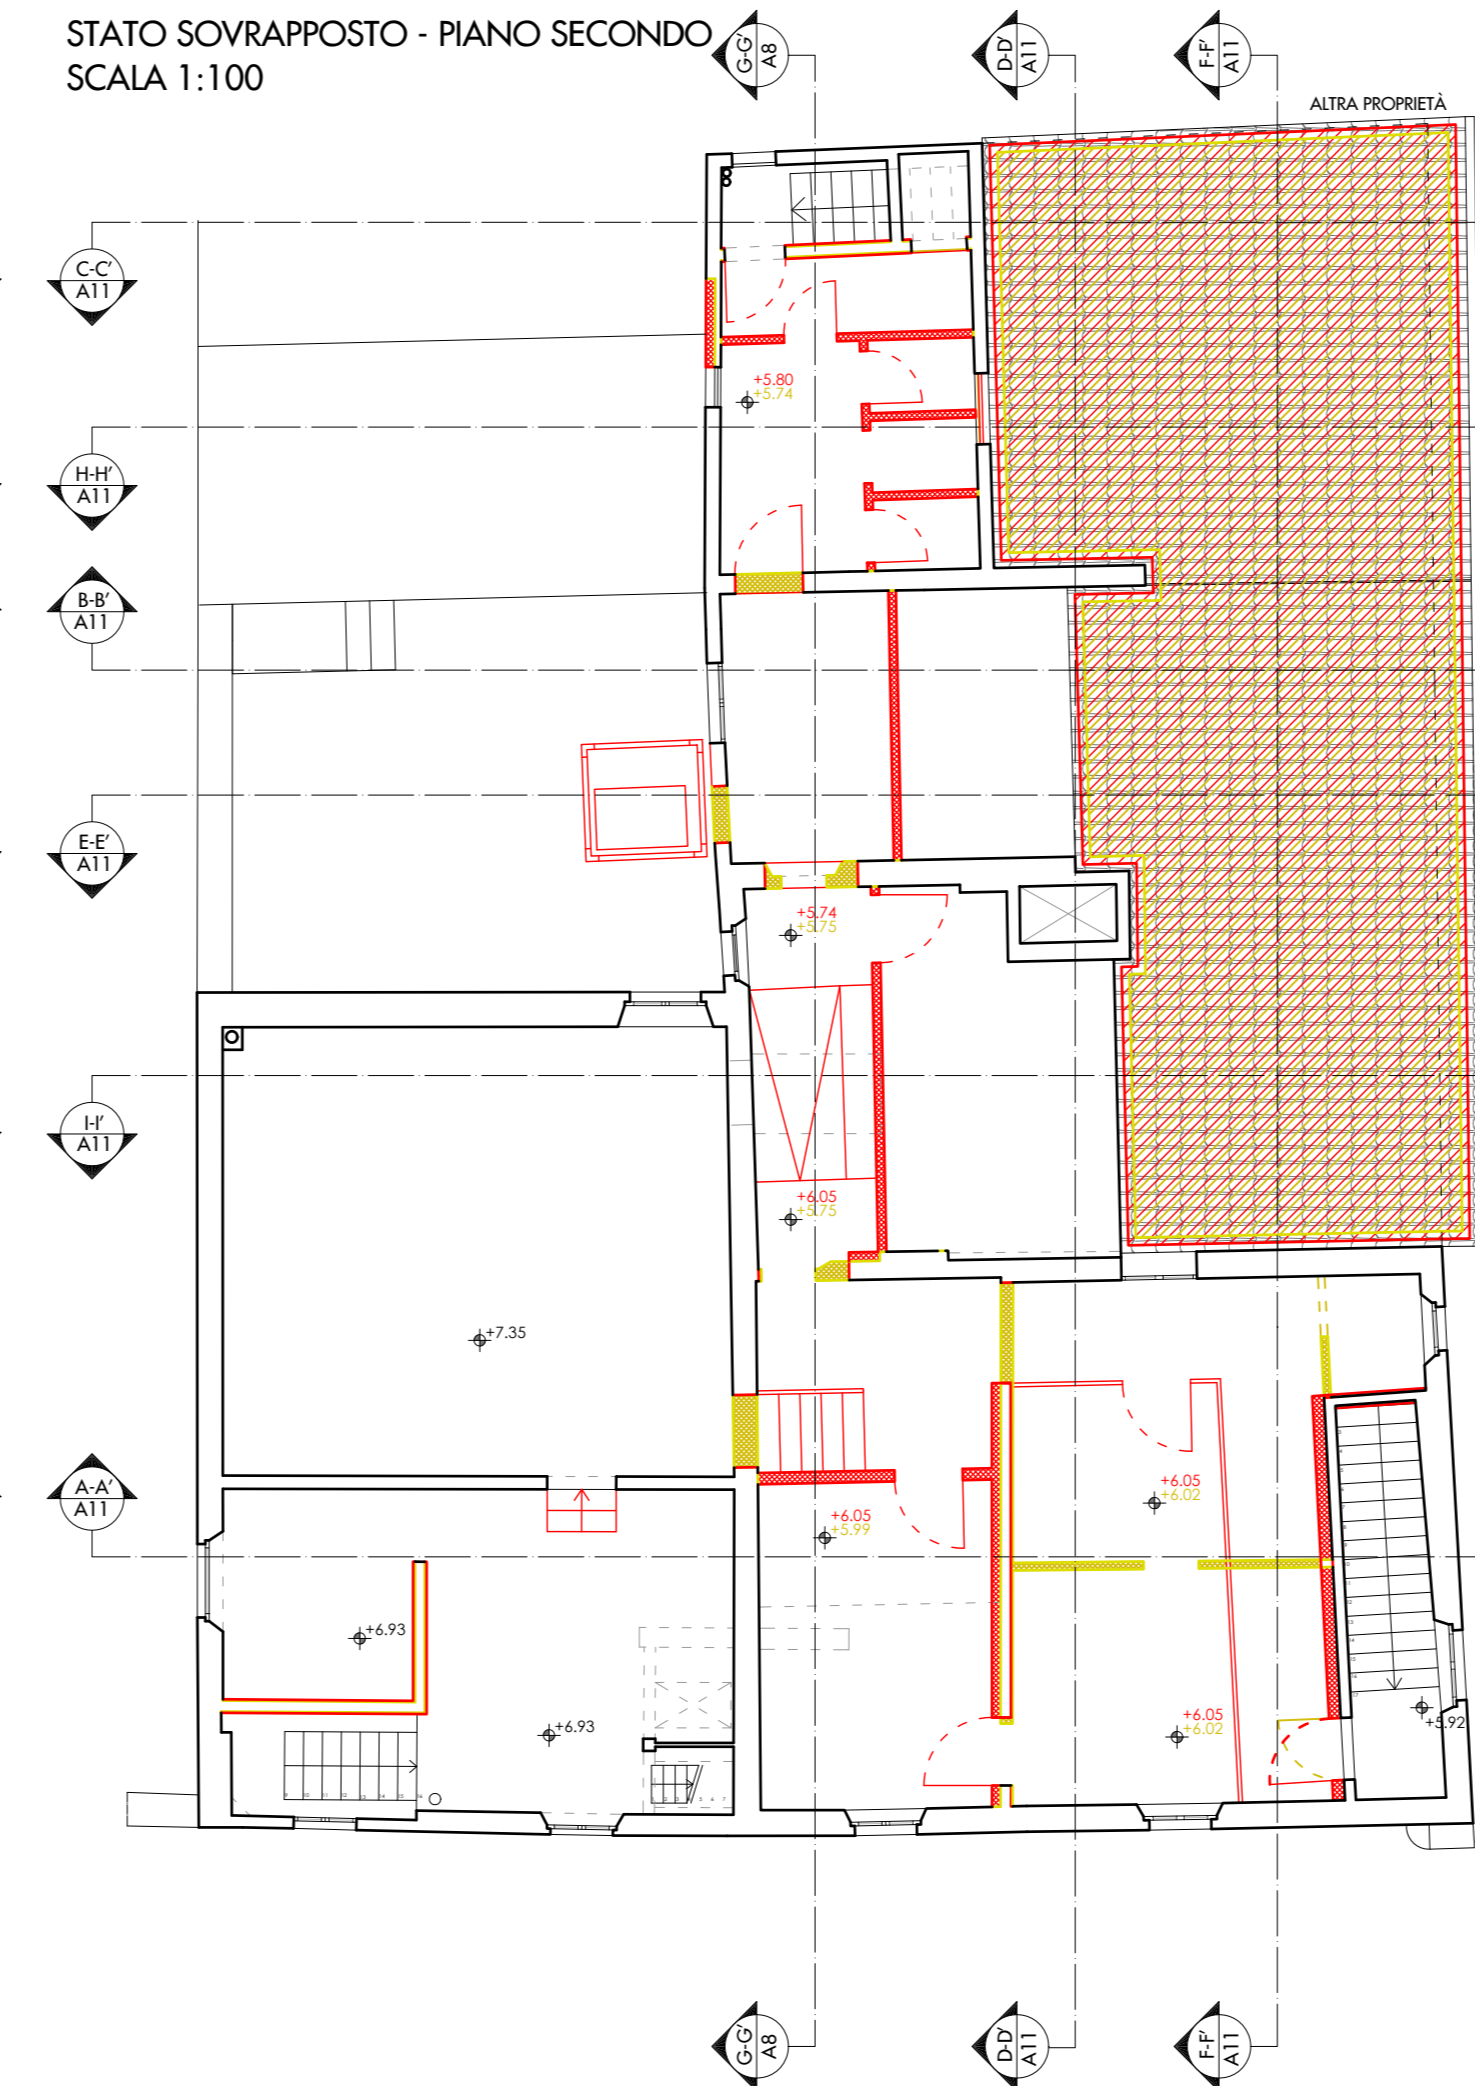 STATO SOVRAPPOSTO - PIANO SECONDO
SCALA 1:100
G-G'
A8
D-D'
A11
F-F'
A11
ALTRA PROPRIETÀ
C-C'
A11
+5.80
+5.74
H-H'
A11
B-B'
A11
E-E'
A11
+5.74
+5.75
I-I'
A11
+6.05
+5.75
+7.35
A-A'
A11
+6.05
+6.02
+6.05
+5.99
+6.93
+6.93
+6.05
+6.02
+5.92
G-G'
A8
D-D'
A11
F-F'
A11